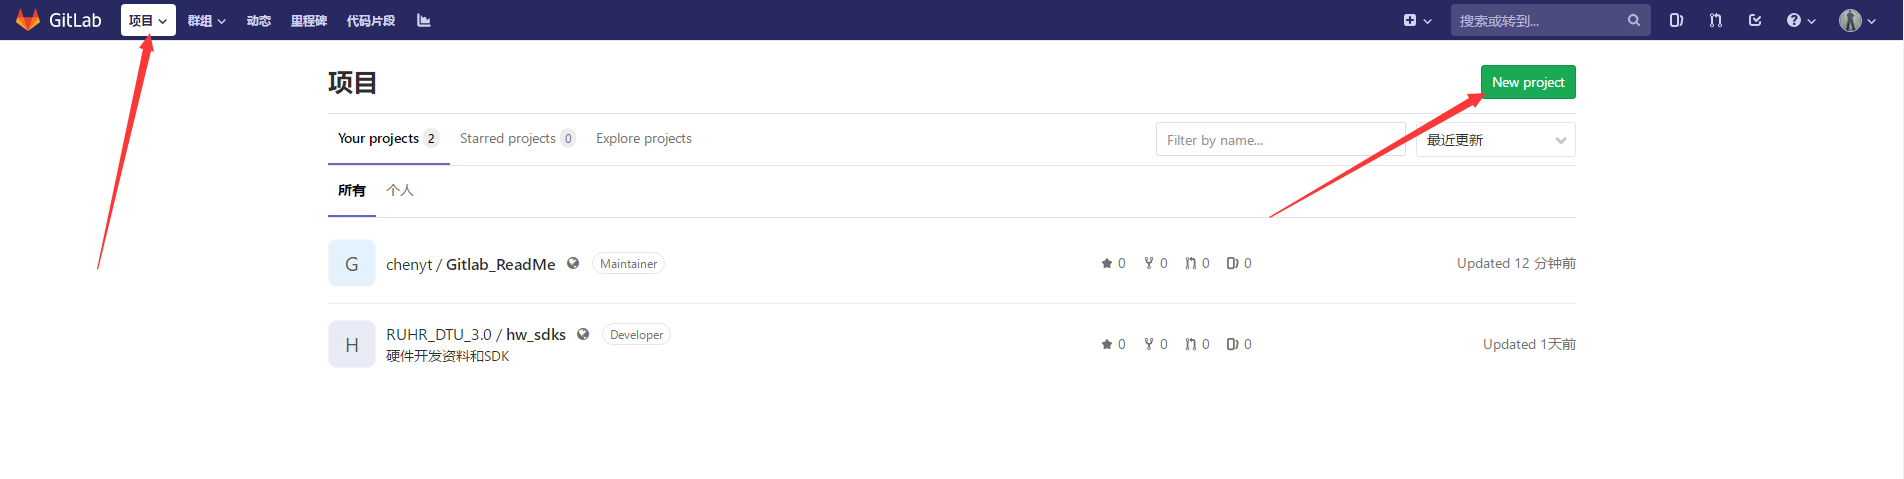 GitLab 项目 群组 动态 里程碑 代码片段 搜索或转到...
项目 New project
Your projects 2 Starred projects 0 Explore projects Filter by name... 最近更新
所有 个人
G chenyt / Gitlab_ReadMe Maintainer 0 0 0 0 Updated 12 分钟前
H RUHR_DTU_3.0 / hw_sdks Developer 0 0 0 0 Updated 1天前
硬件开发资料和SDK